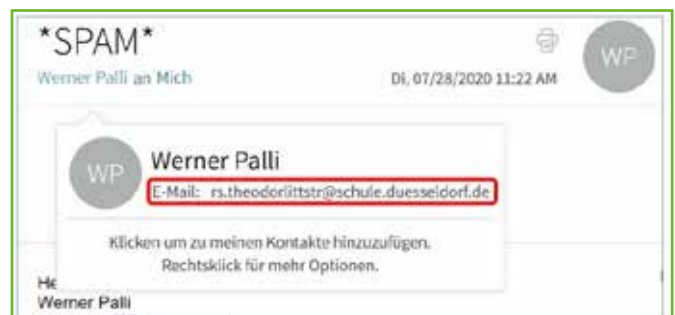 *SPAM*
WP
Werner Palli an Mich
Di, 07/28/2020 11:22 AM
WP
Werner Palli
E-Mail: rs.theodorlittstr@schule.duesseldorf.de
Klicken um zu meinen Kontakte hinzuzufügen.
Rechtsklick für mehr Optionen.
He
Werner Palli